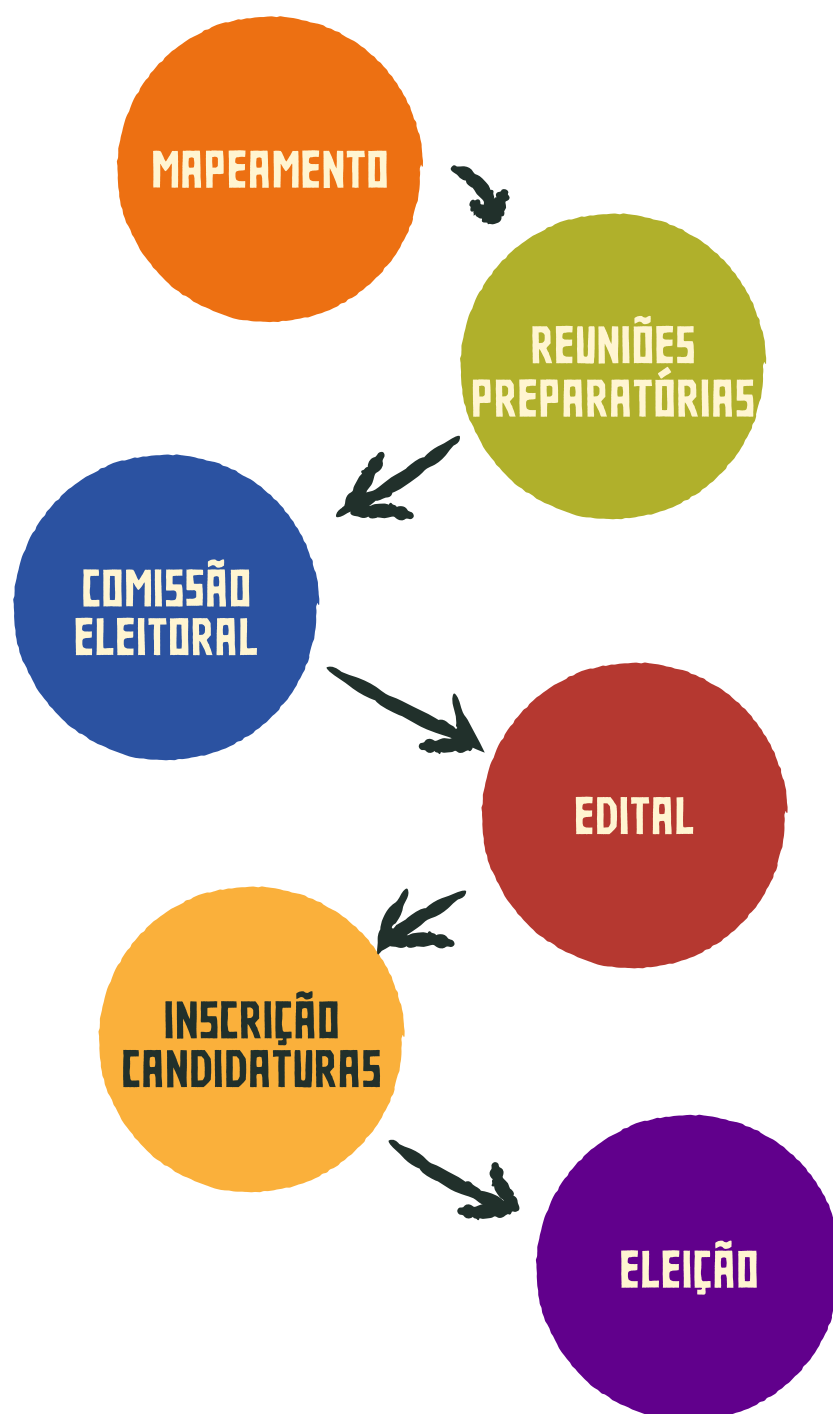 MAPEAMENTO
REUNIÕES
PREPARATÓRIAS
COMISSÃO
ELEITORAL
EDITAL
INSCRIÇÃO
CANDIDATURAS
ELEIÇÃO